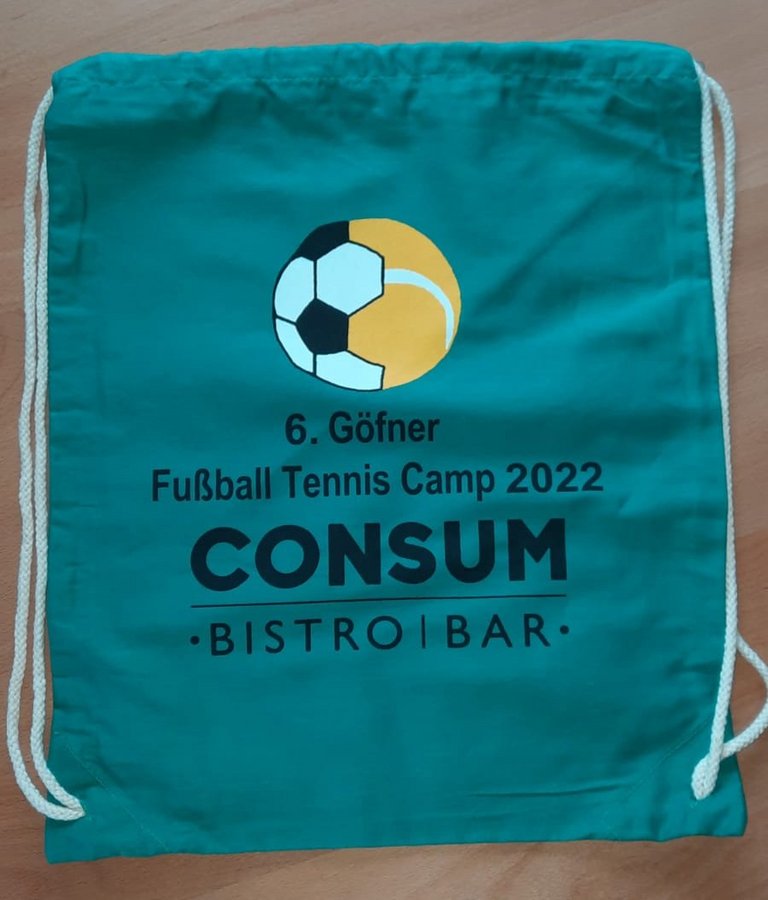 6. Göfner
Fußball Tennis Camp 2022
CONSUM
·BISTRO|BAR·